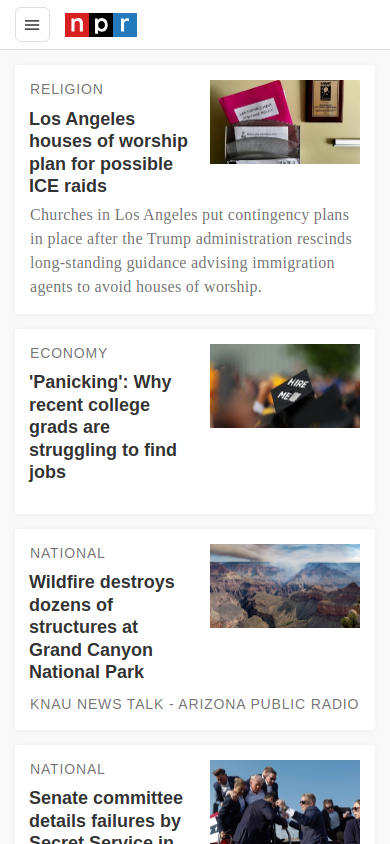 npr
RELIGION
Los Angeles
houses of worship
plan for possible
ICE raids
Churches in Los Angeles put contingency plans
in place after the Trump administration rescinds
long-standing guidance advising immigration
agents to avoid houses of worship.
ECONOMY
'Panicking': Why
recent college
grads are
struggling to find
jobs
HIRE
ME
NATIONAL
Wildfire destroys
dozens of
structures at
Grand Canyon
National Park
KNAU NEWS TALK - ARIZONA PUBLIC RADIO
NATIONAL
Senate committee
details failures by
Secret Service in